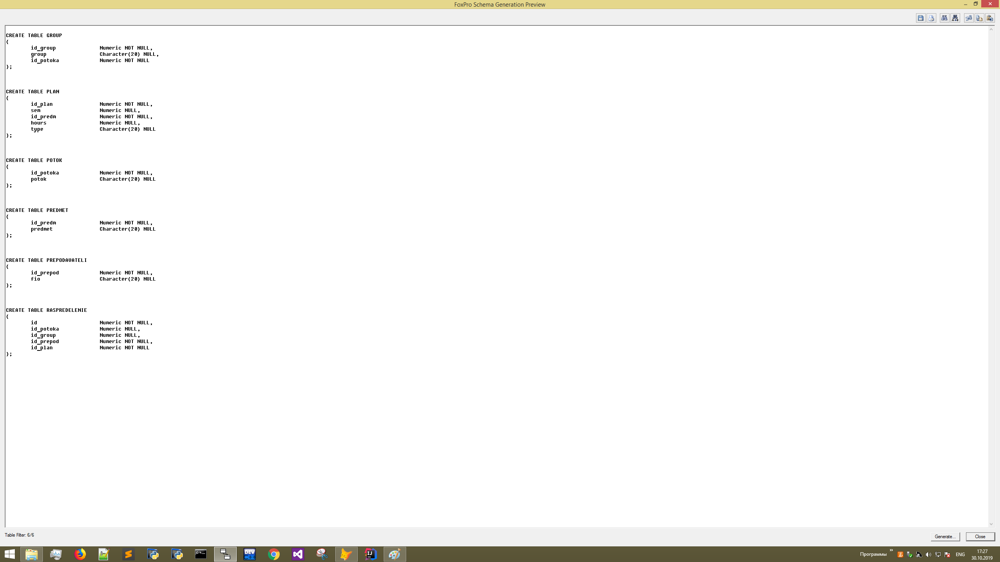 FoxPro Schema Generation Preview
CREATE TABLE GROUP
(
id_group Numeric NOT NULL,
group Character(20) NULL,
id_potoka Numeric NOT NULL
);
CREATE TABLE PLAN
(
id_plan Numeric NOT NULL,
sem Numeric NULL,
id_predm Numeric NOT NULL,
hours Numeric NULL,
type Character(20) NULL
);
CREATE TABLE POTOK
(
id_potoka Numeric NOT NULL,
potok Character(20) NULL
);
CREATE TABLE PREDMET
(
id_predm Numeric NOT NULL,
predmet Character(20) NULL
);
CREATE TABLE PREPODAVATELI
(
id_prepod Numeric NOT NULL,
fio Character(20) NULL
);
CREATE TABLE RASPREDELENIE
(
id Numeric NOT NULL,
id_potoka Numeric NULL,
id_group Numeric NULL,
id_prepod Numeric NOT NULL,
id_plan Numeric NOT NULL
);
Table Filter: 6/6
Generate... Close
Программы » ENG 17:27
30.10.2019